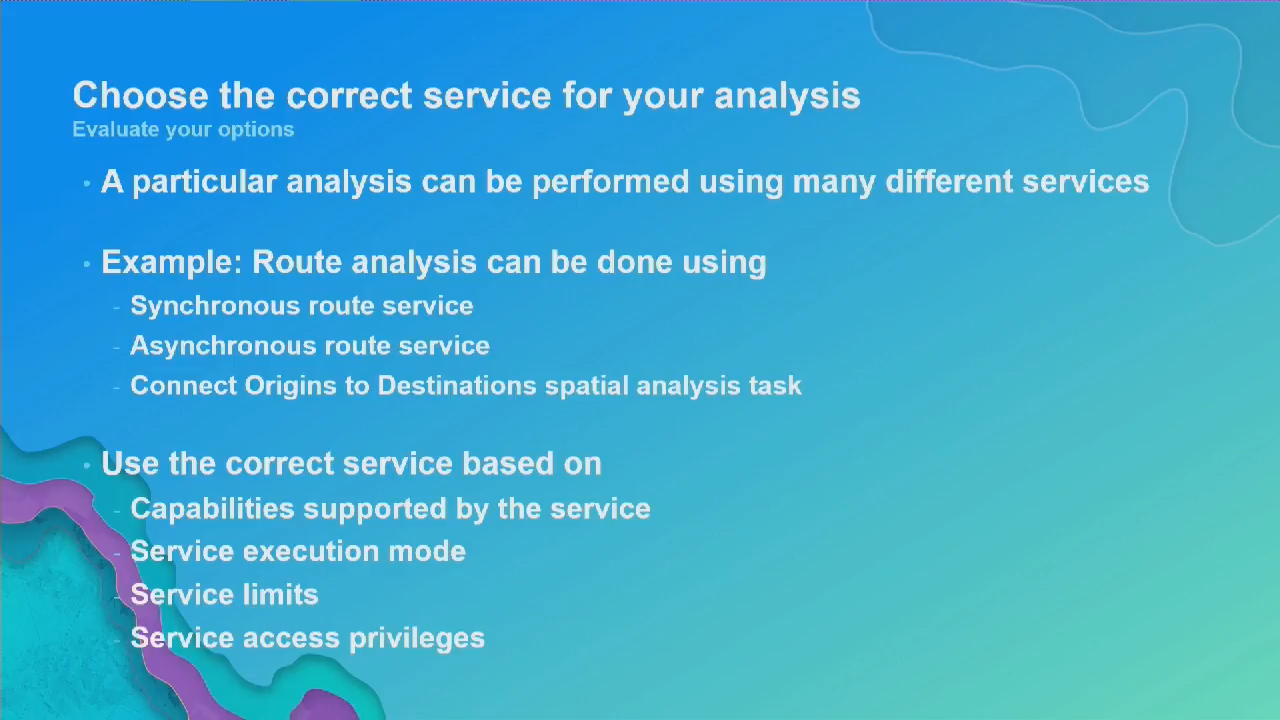 Choose the correct service for your analysis
Evaluate your options
• A particular analysis can be performed using many different services
• Example: Route analysis can be done using
- Synchronous route service
- Asynchronous route service
- Connect Origins to Destinations spatial analysis task
• Use the correct service based on
- Capabilities supported by the service
- Service execution mode
- Service limits
- Service access privileges